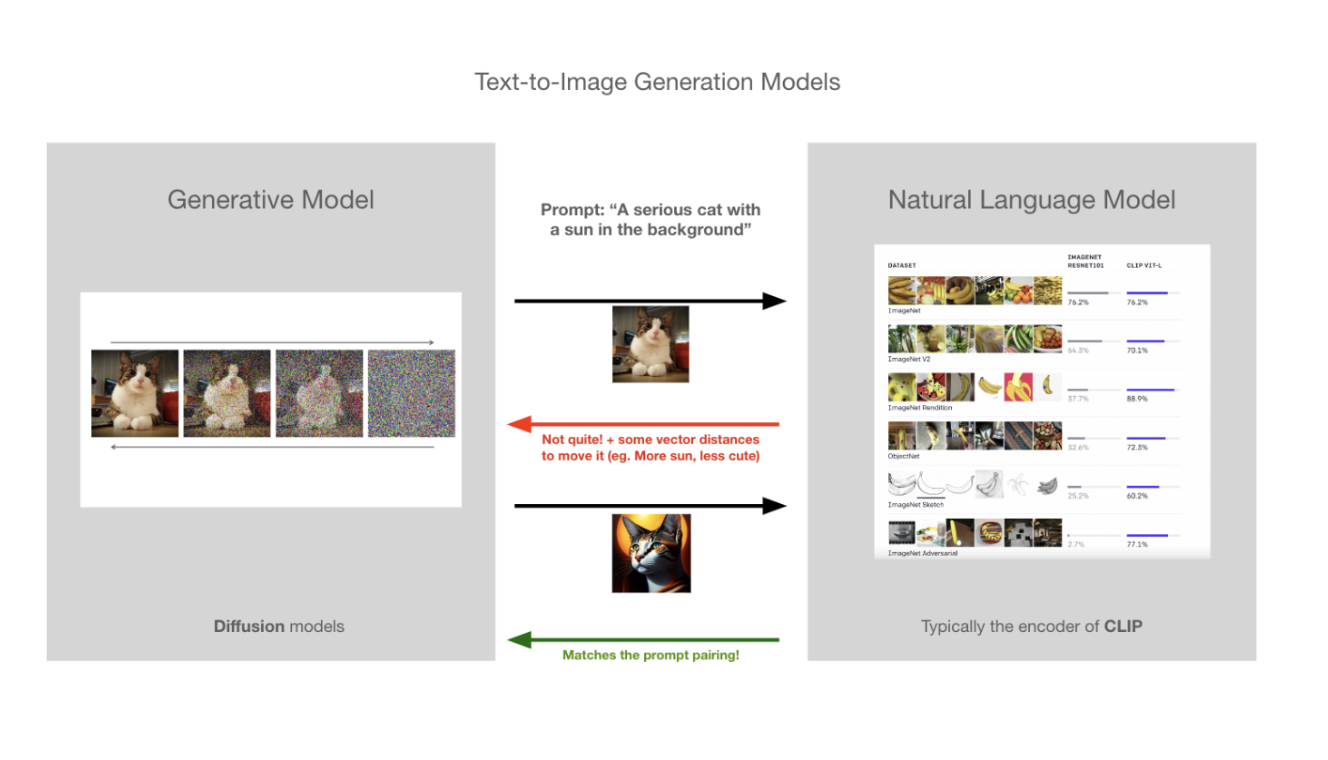 Text-to-Image Generation Models
Generative Model
Diffusion models
Prompt: “A serious cat with
a sun in the background”
Not quite! + some vector distances
to move it (eg. More sun, less cute)
Matches the prompt pairing!
Natural Language Model
DATASET
IMAGENET
RESNET101
CLIP VIT-L
76.2%
76.2%
ImageNet
64.3%
70.1%
ImageNet V2
37.7%
88.9%
ImageNet Rendition
32.6%
72.3%
ObjectNet
25.2%
60.2%
ImageNet Sketch
2.7%
77.1%
ImageNet Adversarial
Typically the encoder of CLIP